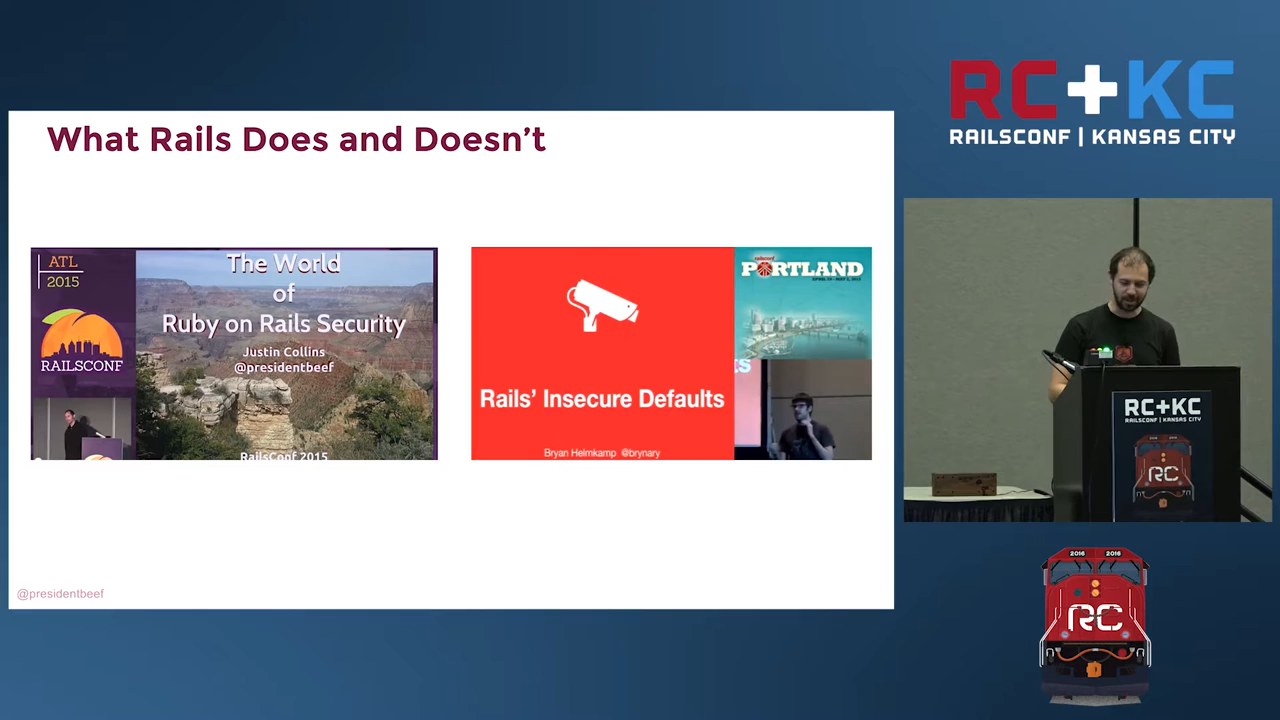 What Rails Does and Doesn't
ATL
2015
RAILSCONF
The World
of
Ruby on Rails Security
Justin Collins
@presidentbeef
RailsConf 2015
Rails' Insecure Defaults
Bryan Helmkamp @brynary
railsconf
PORTLAND
@presidentbeef
RC+KC
RAILSCONF | KANSAS CITY
RC+KC
RAILSCONF | KANSAS CITY
RC
2016 2016
RC